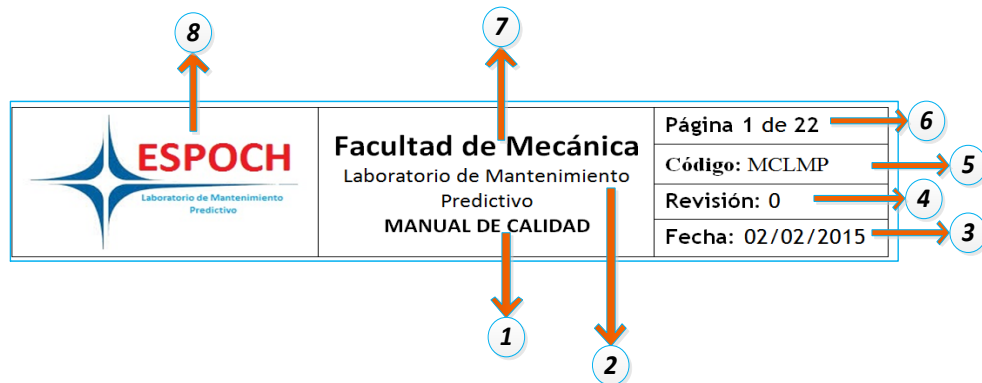 8
7
ESPOCH
Laboratorio de Mantenimiento
Predictivo
Facultad de Mecánica
Laboratorio de Mantenimiento
Predictivo
MANUAL DE CALIDAD
Página 1 de 22
6
Código: MCLMP
5
Revisión: 0
4
Fecha: 02/02/2015
3
1
2